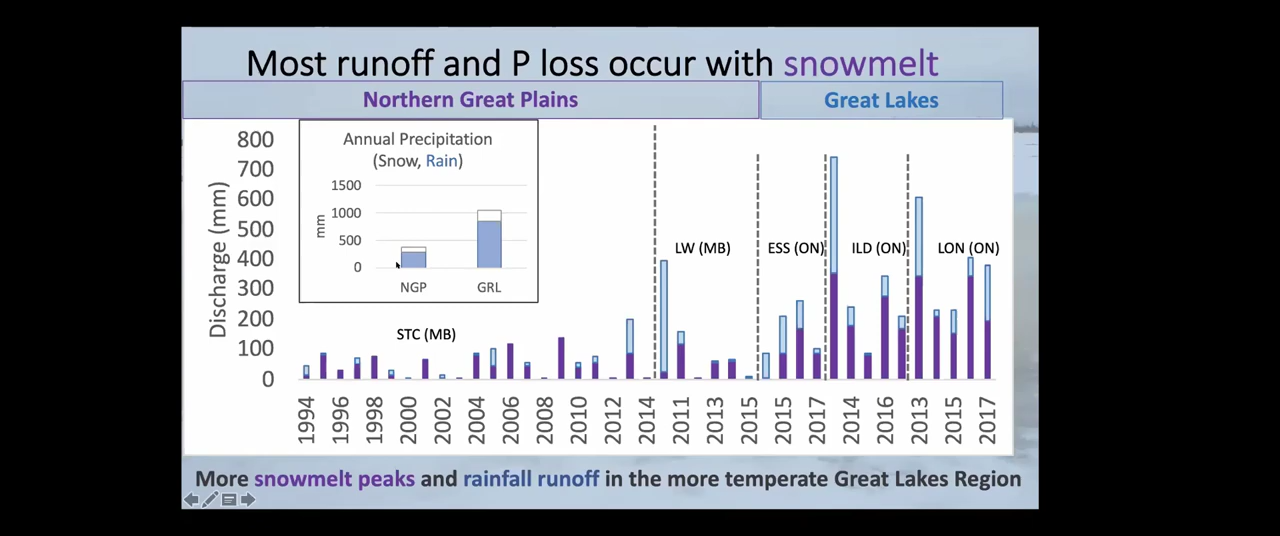 Most runoff and P loss occur with snowmelt
Northern Great Plains
Great Lakes
Annual Precipitation
(Snow, Rain)
1500
1000
500
0
mm
NGP
GRL
800
700
600
500
400
300
200
100
0
Discharge (mm)
STC (MB)
LW (MB)
ESS (ON)
ILD (ON)
LON (ON)
1994
1996
1997
1998
2000
2002
2004
2006
2008
2010
2012
2014
2011
2013
2015
2015
2017
2014
2016
2013
2015
2017
More snowmelt peaks and rainfall runoff in the more temperate Great Lakes Region